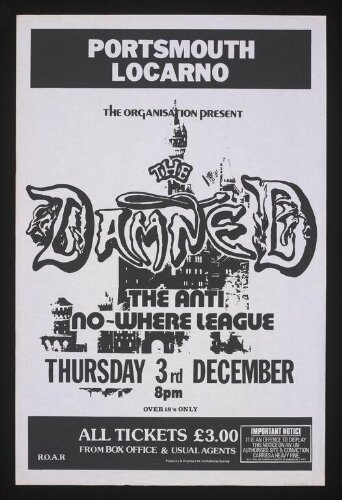 PORTSMOUTH
LOCARNO
THE ORGANISATION PRESENT
THE
DAMNED
THE ANTI
NO-WHERE LEAGUE
THURSDAY 3rd DECEMBER
8pm
OVER 18's ONLY
ALL TICKETS £3.00
FROM BOX OFFICE & USUAL AGENTS
R.O.A.R
IMPORTANT NOTICE
IT IS AN OFFENCE TO DISPLAY
THIS NOTICE ON AN UN
AUTHORISED SITE & CONVICTION
CARRIES A HEAVY FINE